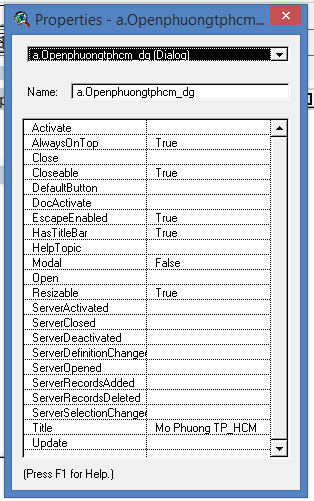 Properties - a.Openphuongtphcm...
a.Openphuongtphcm_dg (Dialog)
Name: a.Openphuongtphcm_dg
Activate
AlwaysOnTop True
Close
Closeable True
DefaultButton
DocActivate
EscapeEnabled True
HasTitleBar True
HelpTopic
Modal False
Open
Resizable True
ServerActivated
ServerClosed
ServerDeactivated
ServerDefinitionChange
ServerOpened
ServerRecordsAdded
ServerRecordsDeleted
ServerSelectionChange
Title Mo Phuong TP_HCM
Update
(Press F1 for Help.)